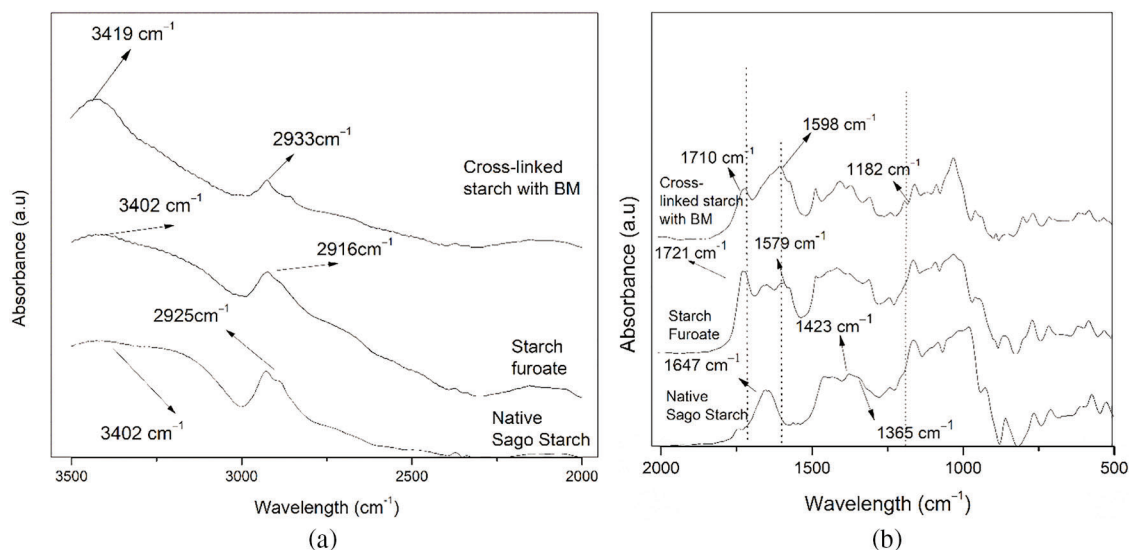 3419 cm⁻¹
2933cm⁻¹
Cross-linked
starch with BM
3402 cm⁻¹
2916cm⁻¹
2925cm⁻¹
Starch
furoate
Native
Sago Starch
3402 cm⁻¹
Absorbance (a.u)
3500
3000
2500
2000
Wavelength (cm⁻¹)
(a)
1598 cm⁻¹
1710 cm⁻¹
1182 cm⁻¹
Cross-
linked starch
with BM
1579 cm⁻¹
1721 cm⁻¹
Starch
Furoate
1423 cm⁻¹
1647 cm⁻¹
Native
Sago Starch
1365 cm⁻¹
Absorbance (a.u)
2000
1500
1000
500
Wavelength (cm⁻¹)
(b)